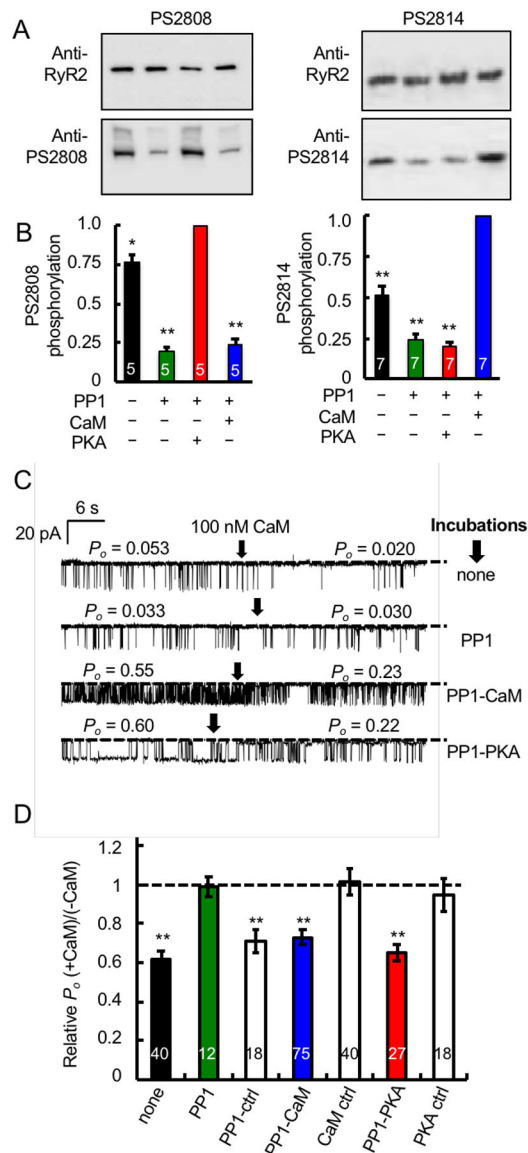 A
PS2808
PS2814
Anti-
RyR2
Anti-
RyR2
Anti-
PS2808
Anti-
PS2814
B
PS2808
phosphorylation
1.0
0.75
0.5
0.25
0
*
**
**
5
5
5
5
PS2814
phosphorylation
1.0
0.75
0.5
0.25
0
**
**
**
7
7
7
7
PP1 – + + +
CaM – – – +
PKA – – + –
PP1 – + + +
CaM – – – +
PKA – – + –
C
6 s
20 pA
100 nM CaM
Incubations
Po = 0.053
Po = 0.020
none
Po = 0.033
Po = 0.030
PP1
Po = 0.55
Po = 0.23
PP1-CaM
Po = 0.60
Po = 0.22
PP1-PKA
D
Relative Po (+CaM)/(-CaM)
1.2
1
0.8
0.6
0.4
0.2
0
**
**
**
**
40
12
18
75
40
27
18
none
PP1
PP1-ctrl
PP1-CaM
CaM ctrl
PP1-PKA
PKA ctrl